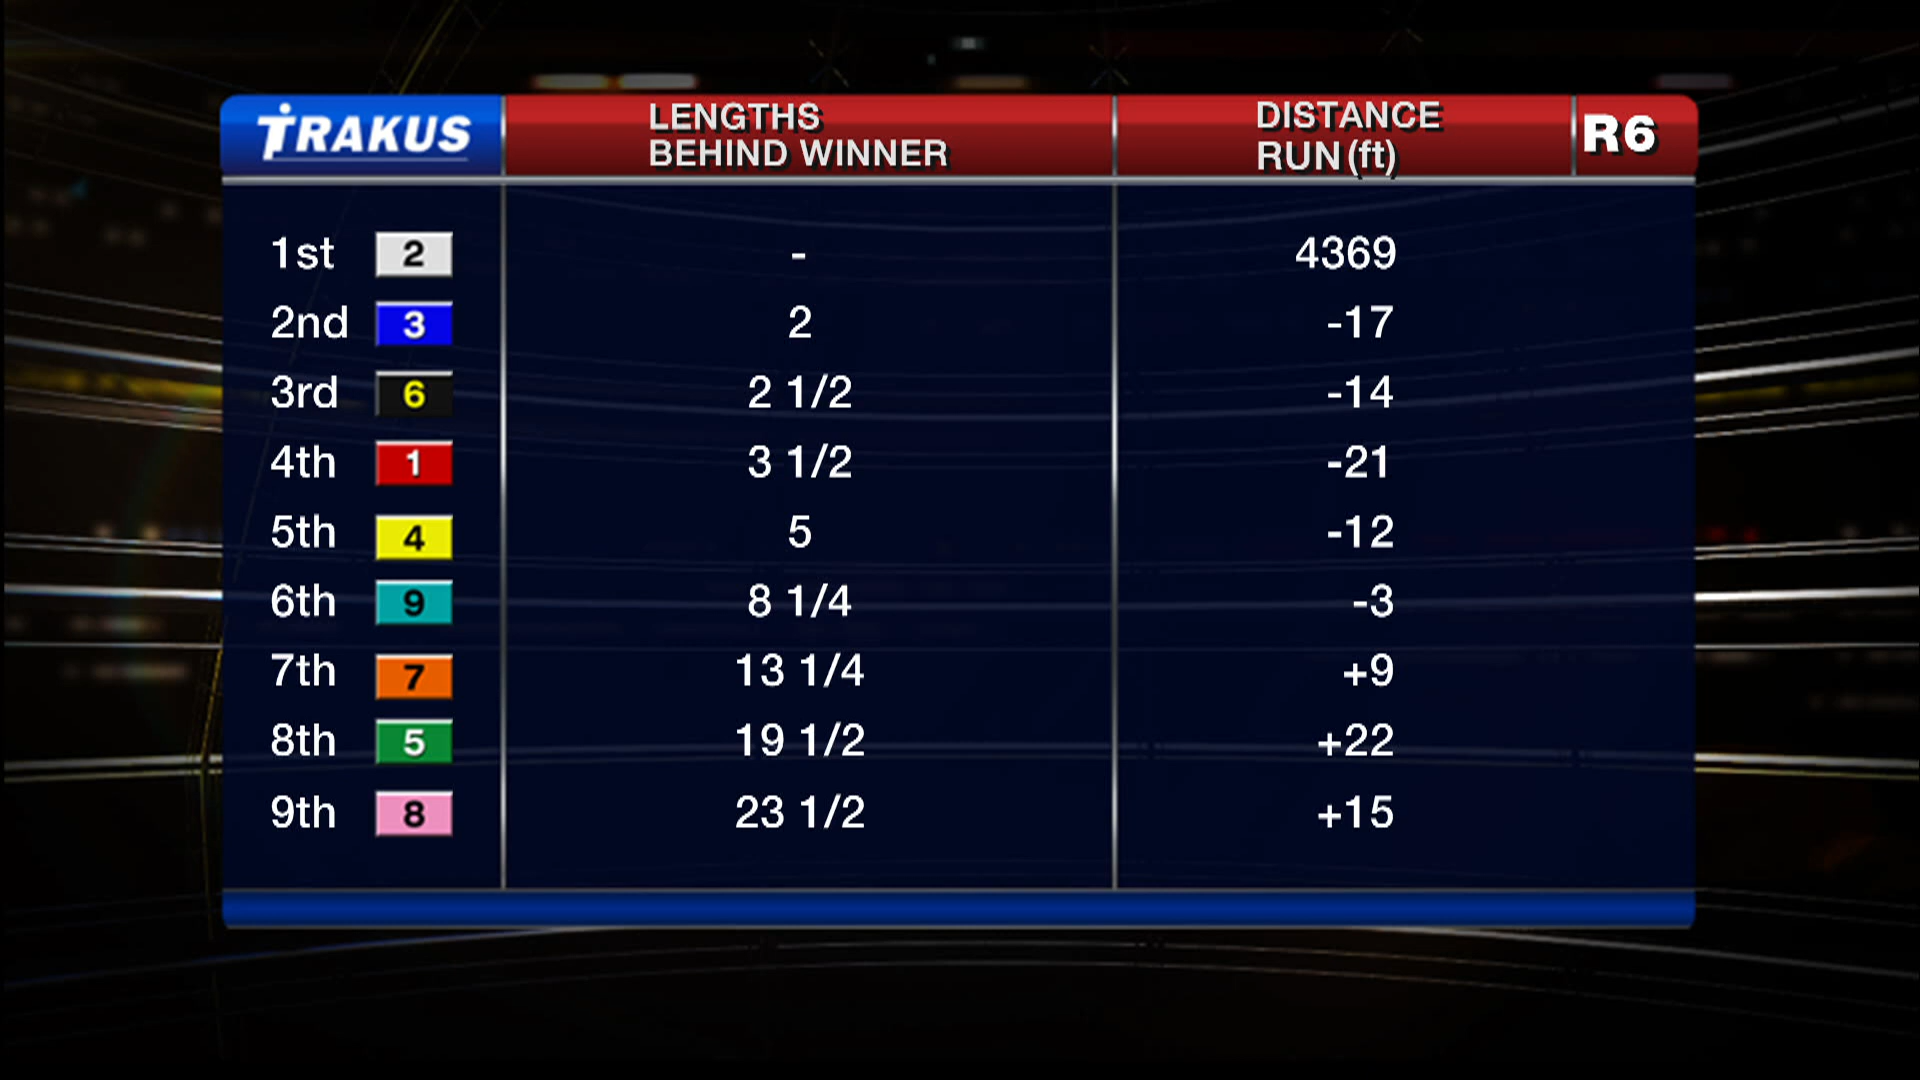 TRAKUS
LENGTHS
BEHIND WINNER
DISTANCE
RUN (ft)
R6
1st 2 - 4369
2nd 3 2 -17
3rd 6 2 1/2 -14
4th 1 3 1/2 -21
5th 4 5 -12
6th 9 8 1/4 -3
7th 7 13 1/4 +9
8th 5 19 1/2 +22
9th 8 23 1/2 +15